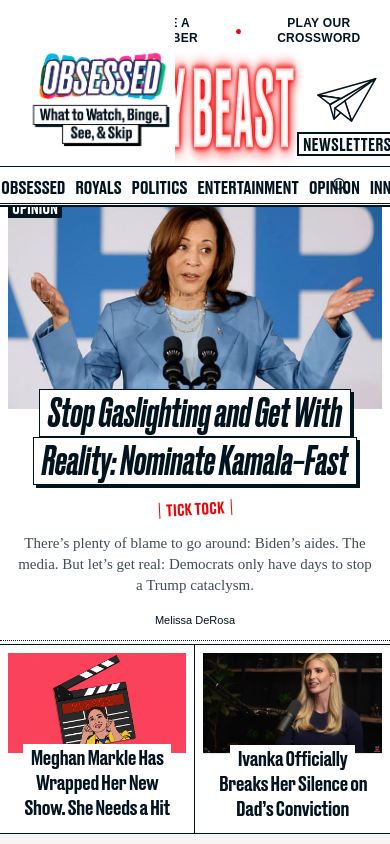 E A
BER
PLAY OUR
CROSSWORD
OBSESSED
What to Watch, Binge,
See, & Skip
Y BEAST
NEWSLETTERS
OBSESSED ROYALS POLITICS ENTERTAINMENT OPINION INN
OPINION
Stop Gaslighting and Get With
Reality: Nominate Kamala–Fast
TICK TOCK
There’s plenty of blame to go around: Biden’s aides. The
media. But let’s get real: Democrats only have days to stop
a Trump cataclysm.
Melissa DeRosa
Meghan Markle Has
Wrapped Her New
Show. She Needs a Hit
Ivanka Officially
Breaks Her Silence on
Dad’s Conviction